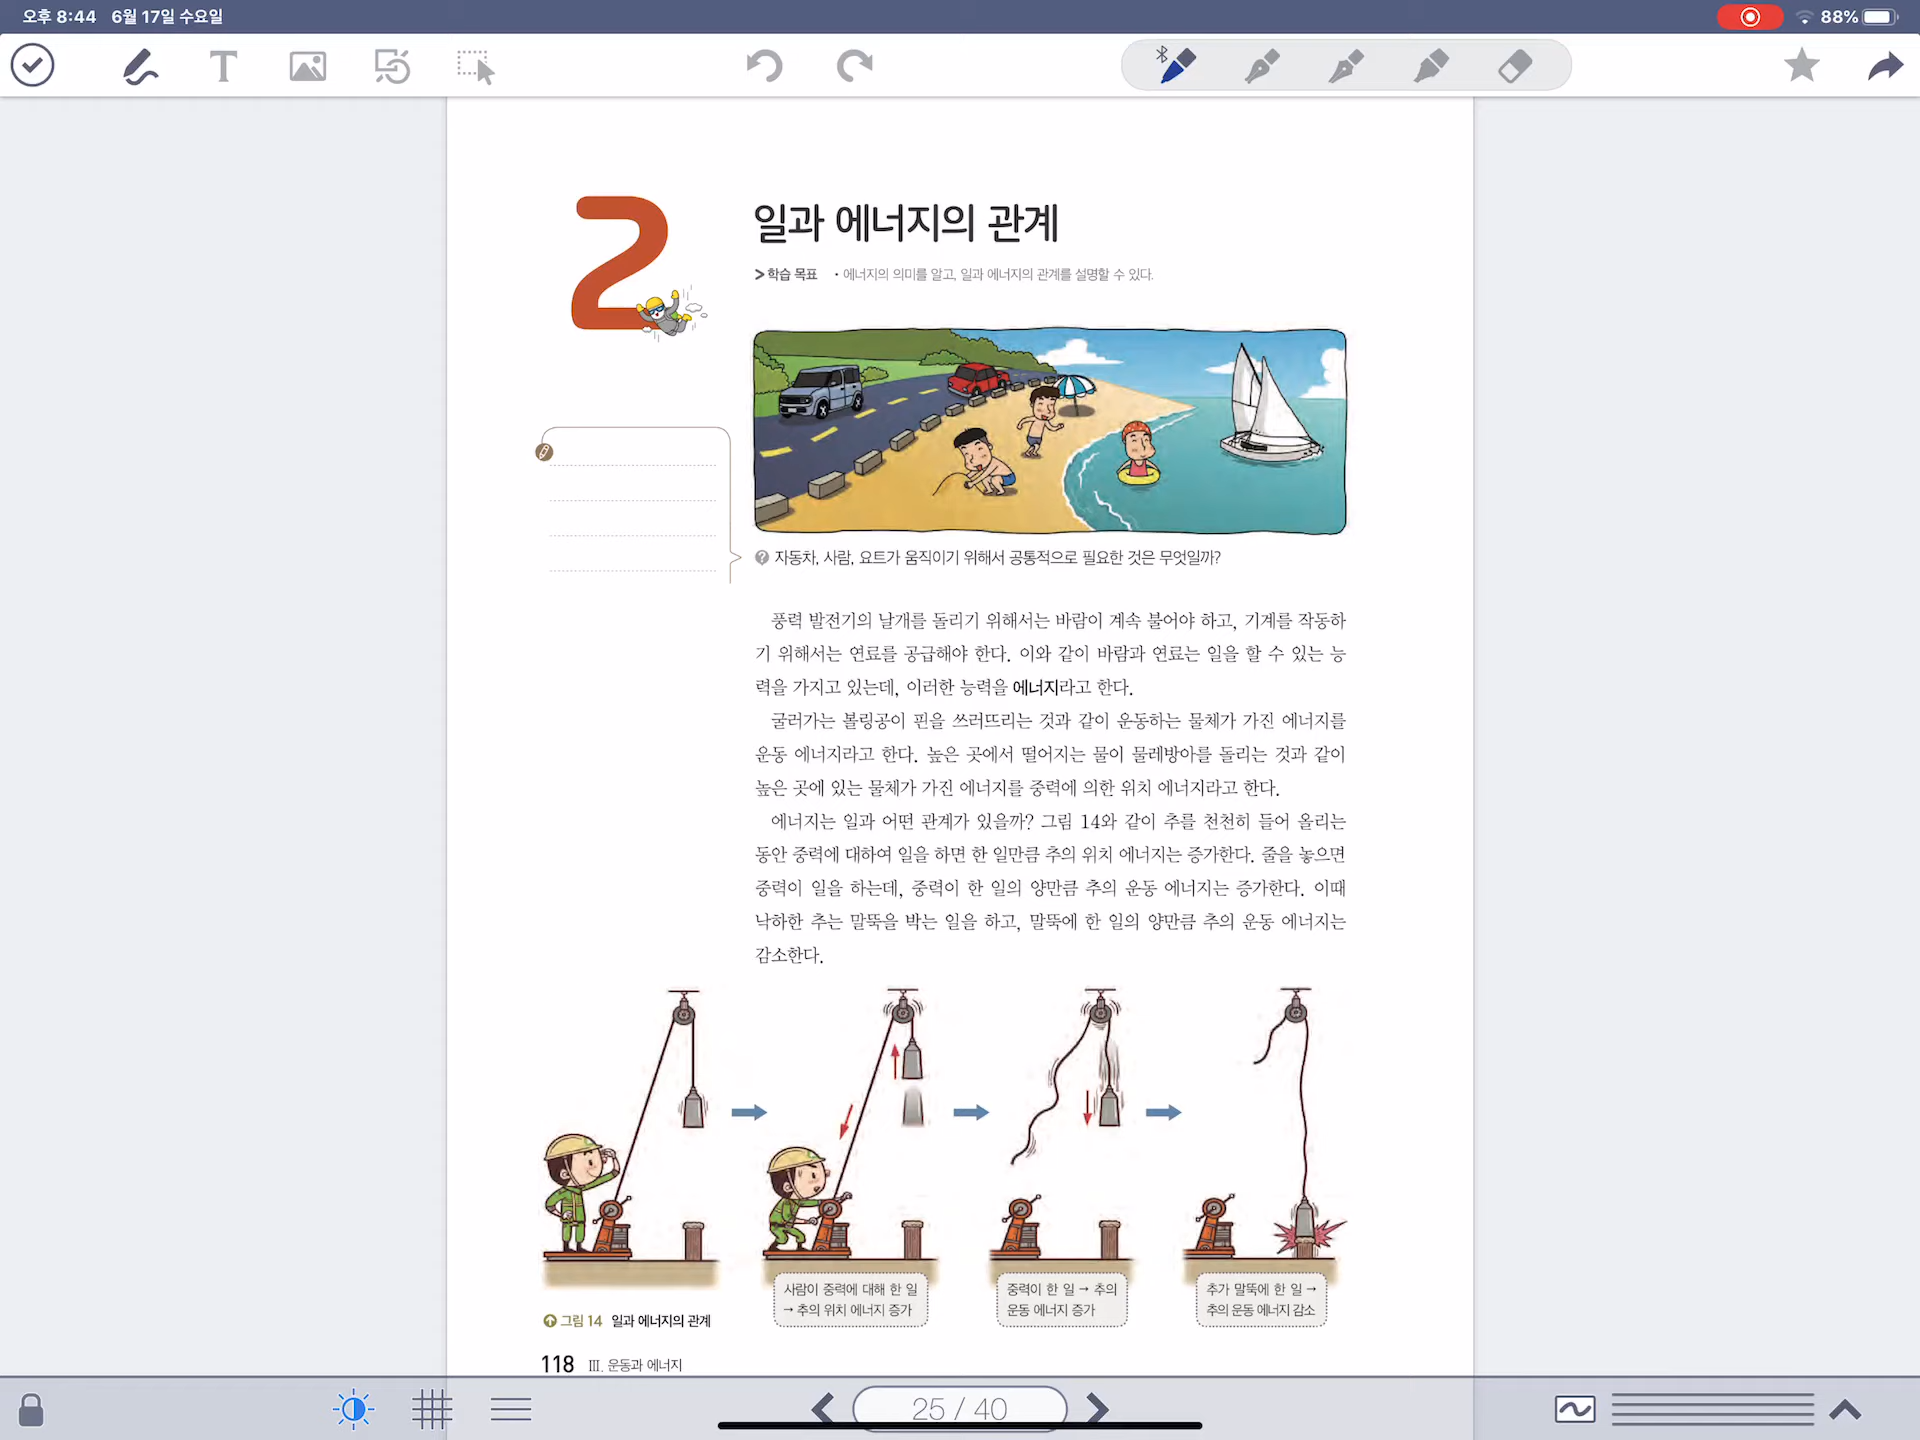 오후 8:44 6월 17일 수요일
88%
T
2
일과 에너지의 관계
> 학습 목표 • 에너지의 의미를 알고, 일과 에너지의 관계를 설명할 수 있다.
? 자동차, 사람, 요트가 움직이기 위해서 공통적으로 필요한 것은 무엇일까?
풍력 발전기의 날개를 돌리기 위해서는 바람이 계속 불어야 하고, 기계를 작동하
기 위해서는 연료를 공급해야 한다. 이와 같이 바람과 연료는 일을 할 수 있는 능
력을 가지고 있는데, 이러한 능력을 에너지라고 한다.
굴러가는 볼링공이 핀을 쓰러뜨리는 것과 같이 운동하는 물체가 가진 에너지를
운동 에너지라고 한다. 높은 곳에서 떨어지는 물이 물레방아를 돌리는 것과 같이
높은 곳에 있는 물체가 가진 에너지를 중력에 의한 위치 에너지라고 한다.
에너지는 일과 어떤 관계가 있을까? 그림 14와 같이 추를 천천히 들어 올리는
동안 중력에 대하여 일을 하면 한 일만큼 추의 위치 에너지는 증가한다. 줄을 놓으면
중력이 일을 하는데, 중력이 한 일의 양만큼 추의 운동 에너지는 증가한다. 이때
낙하한 추는 말뚝을 박는 일을 하고, 말뚝에 한 일의 양만큼 추의 운동 에너지는
감소한다.
사람이 중력에 대해 한 일
→ 추의 위치 에너지 증가
중력이 한 일 → 추의
운동 에너지 증가
추가 말뚝에 한 일 →
추의 운동 에너지 감소
그림 14 일과 에너지의 관계
118 Ⅲ. 운동과 에너지
25 / 40